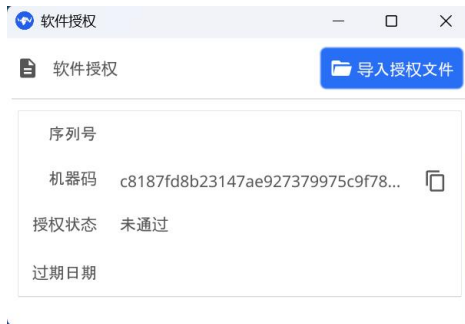 软件授权
软件授权
导入授权文件
序列号
机器码 c8187fd8b23147ae927379975c9f78...
授权状态 未通过
过期日期